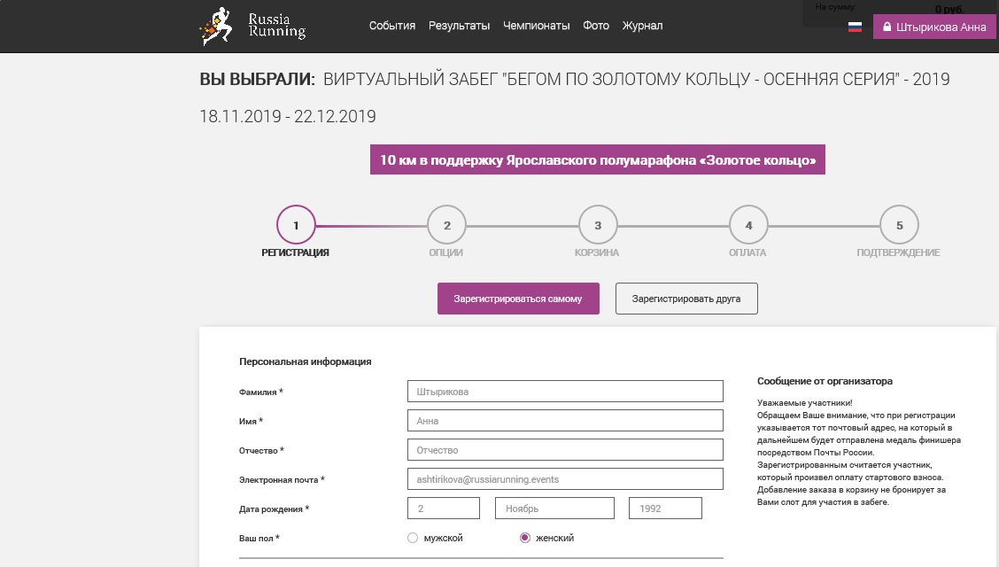 На сумму: 0 руб.
Russia
Running
События Результаты Чемпионаты Фото Журнал
Штырикова Анна
ВЫ ВЫБРАЛИ: ВИРТУАЛЬНЫЙ ЗАБЕГ "БЕГОМ ПО ЗОЛОТОМУ КОЛЬЦУ - ОСЕННЯЯ СЕРИЯ" - 2019
18.11.2019 - 22.12.2019
10 км в поддержку Ярославского полумарафона «Золотое кольцо»
1 2 3 4 5
РЕГИСТРАЦИЯ ОПЦИИ КОРЗИНА ОПЛАТА ПОДТВЕРЖДЕНИЕ
Зарегистрироваться самому Зарегистрировать друга
Персональная информация
Фамилия * Штырикова
Имя * Анна
Отчество * Отчество
Электронная почта * ashtirikova@russiarunning.events
Дата рождения * 2 Ноябрь 1992
Ваш пол * мужской женский
Сообщение от организатора
Уважаемые участники!
Обращаем Ваше внимание, что при регистрации
указывается тот почтовый адрес, на который в
дальнейшем будет отправлена медаль финишера
посредством Почты России.
Зарегистрированным считается участник,
который произвел оплату стартового взноса.
Добавление заказа в корзину не бронирует за
Вами слот для участия в забеге.